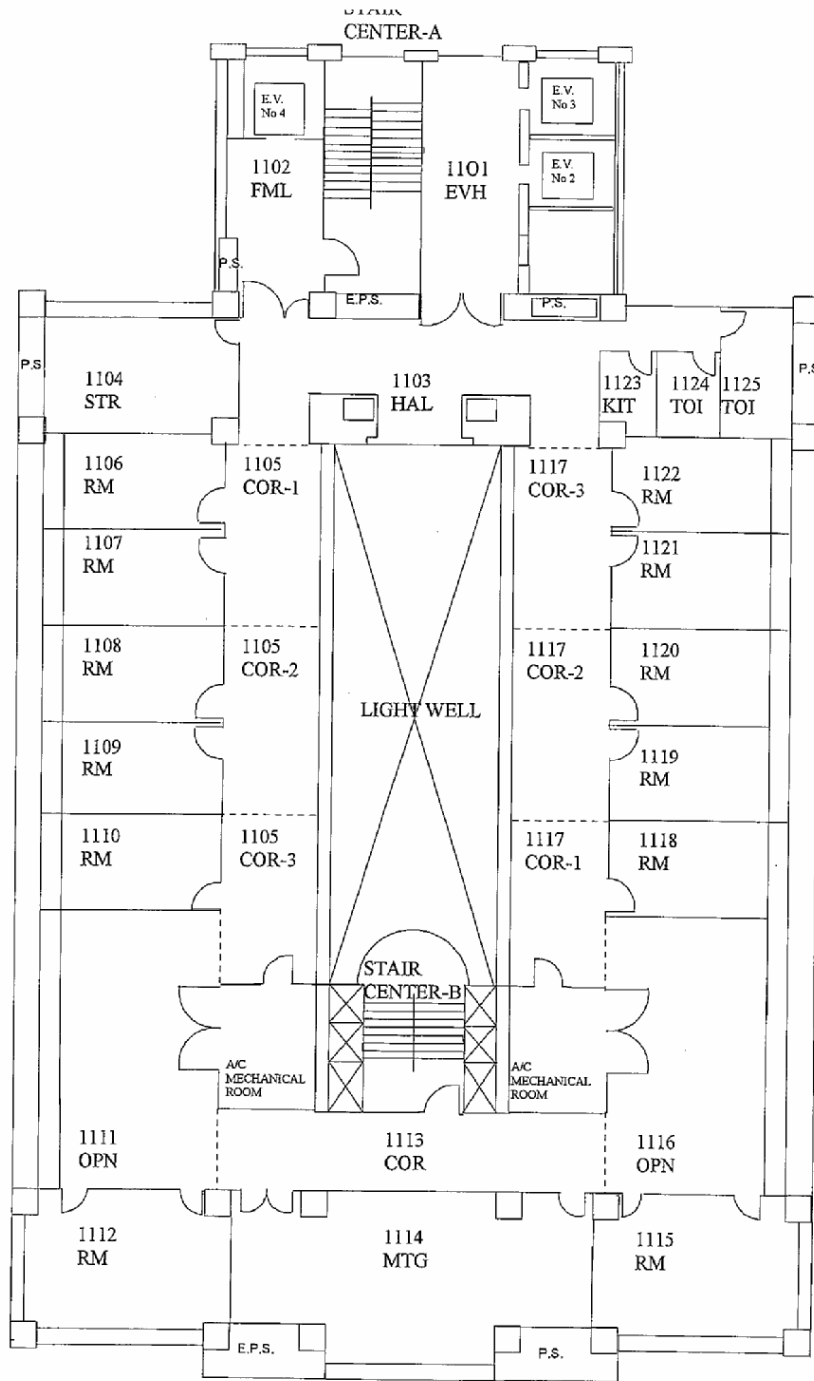 STAIR
CENTER-A
E.V.
No 4
E.V.
No 3
1102
FML
1101
EVH
E.V.
No 2
P.S.
E.P.S.
P.S.
P.S
1104
STR
1103
HAL
1123
KIT
1124
TOI
1125
TOI
P.S
1106
RM
1105
COR-1
1117
COR-3
1122
RM
1107
RM
1121
RM
1108
RM
1105
COR-2
1117
COR-2
1120
RM
LIGHT WELL
1109
RM
1119
RM
1110
RM
1105
COR-3
1117
COR-1
1118
RM
STAIR
CENTER-B
A/C
MECHANICAL
ROOM
A/C
MECHANICAL
ROOM
1111
OPN
1113
COR
1116
OPN
1112
RM
1114
MTG
1115
RM
E.P.S.
P.S.